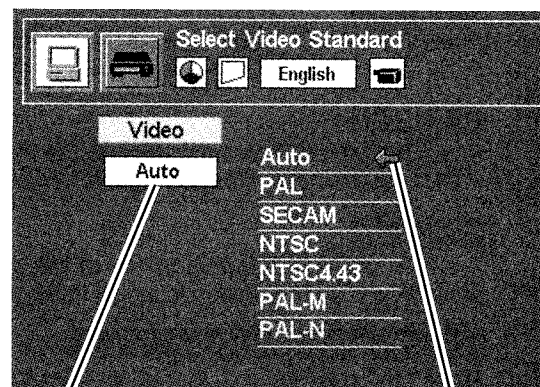 Select Video Standard
English
Video
Auto
Auto
PAL
SECAM
NTSC
NTSC4.43
PAL-M
PAL-N